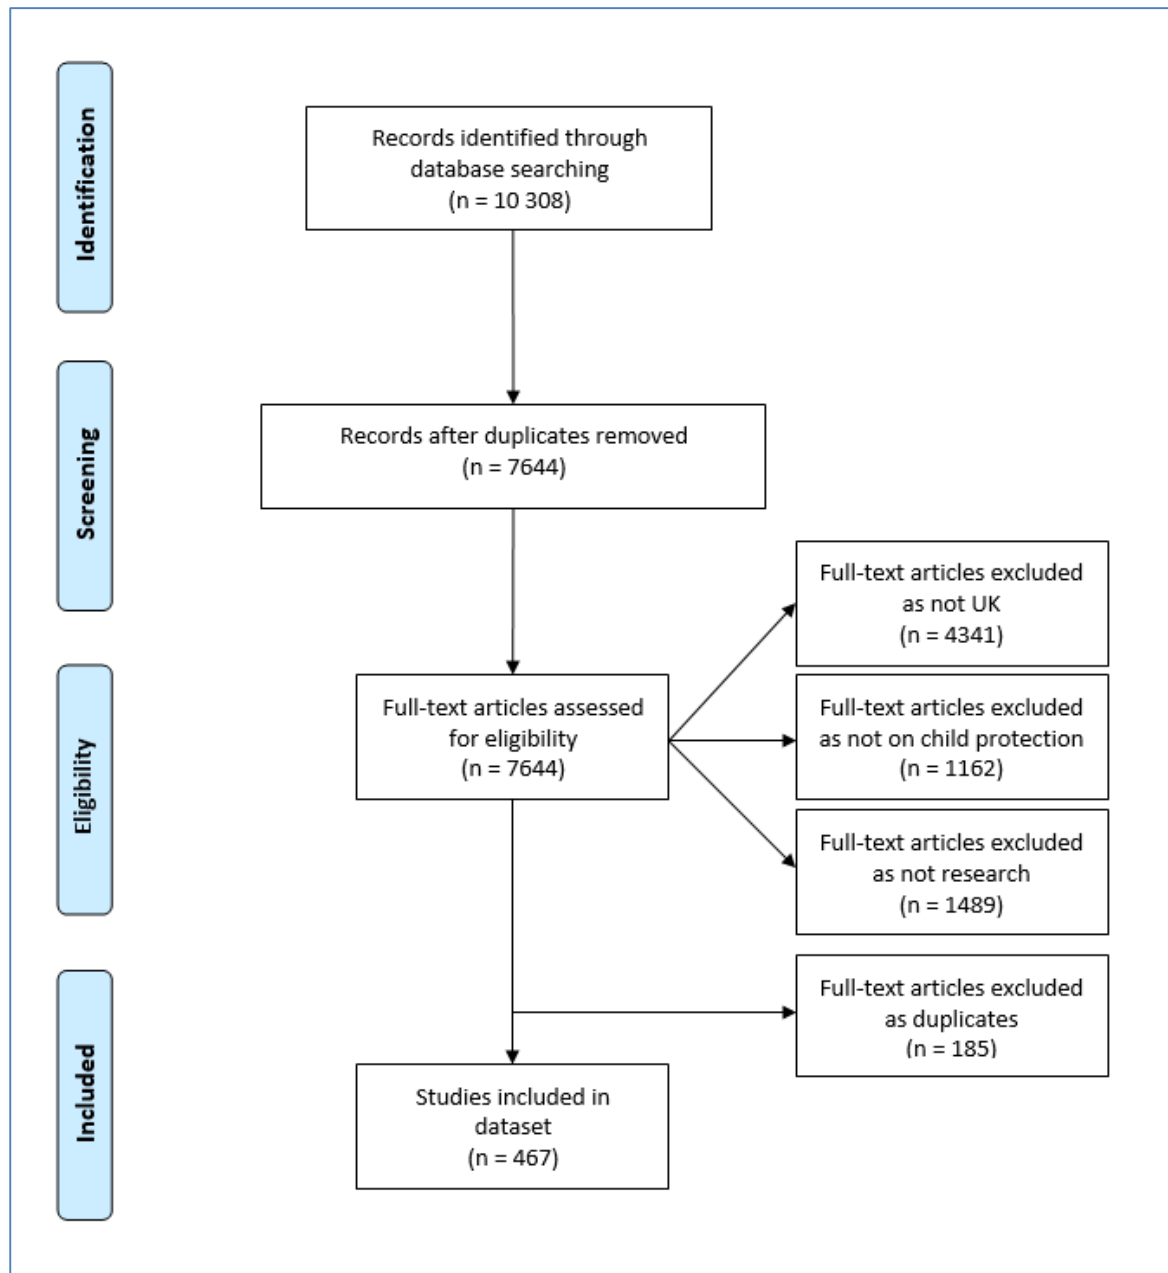 Identification
Records identified through
database searching
(n = 10 308)
Screening
Records after duplicates removed
(n = 7644)
Full-text articles excluded
as not UK
(n = 4341)
Eligibility
Full-text articles assessed
for eligibility
(n = 7644)
Full-text articles excluded
as not on child protection
(n = 1162)
Full-text articles excluded
as not research
(n = 1489)
Full-text articles excluded
as duplicates
(n = 185)
Included
Studies included in
dataset
(n = 467)